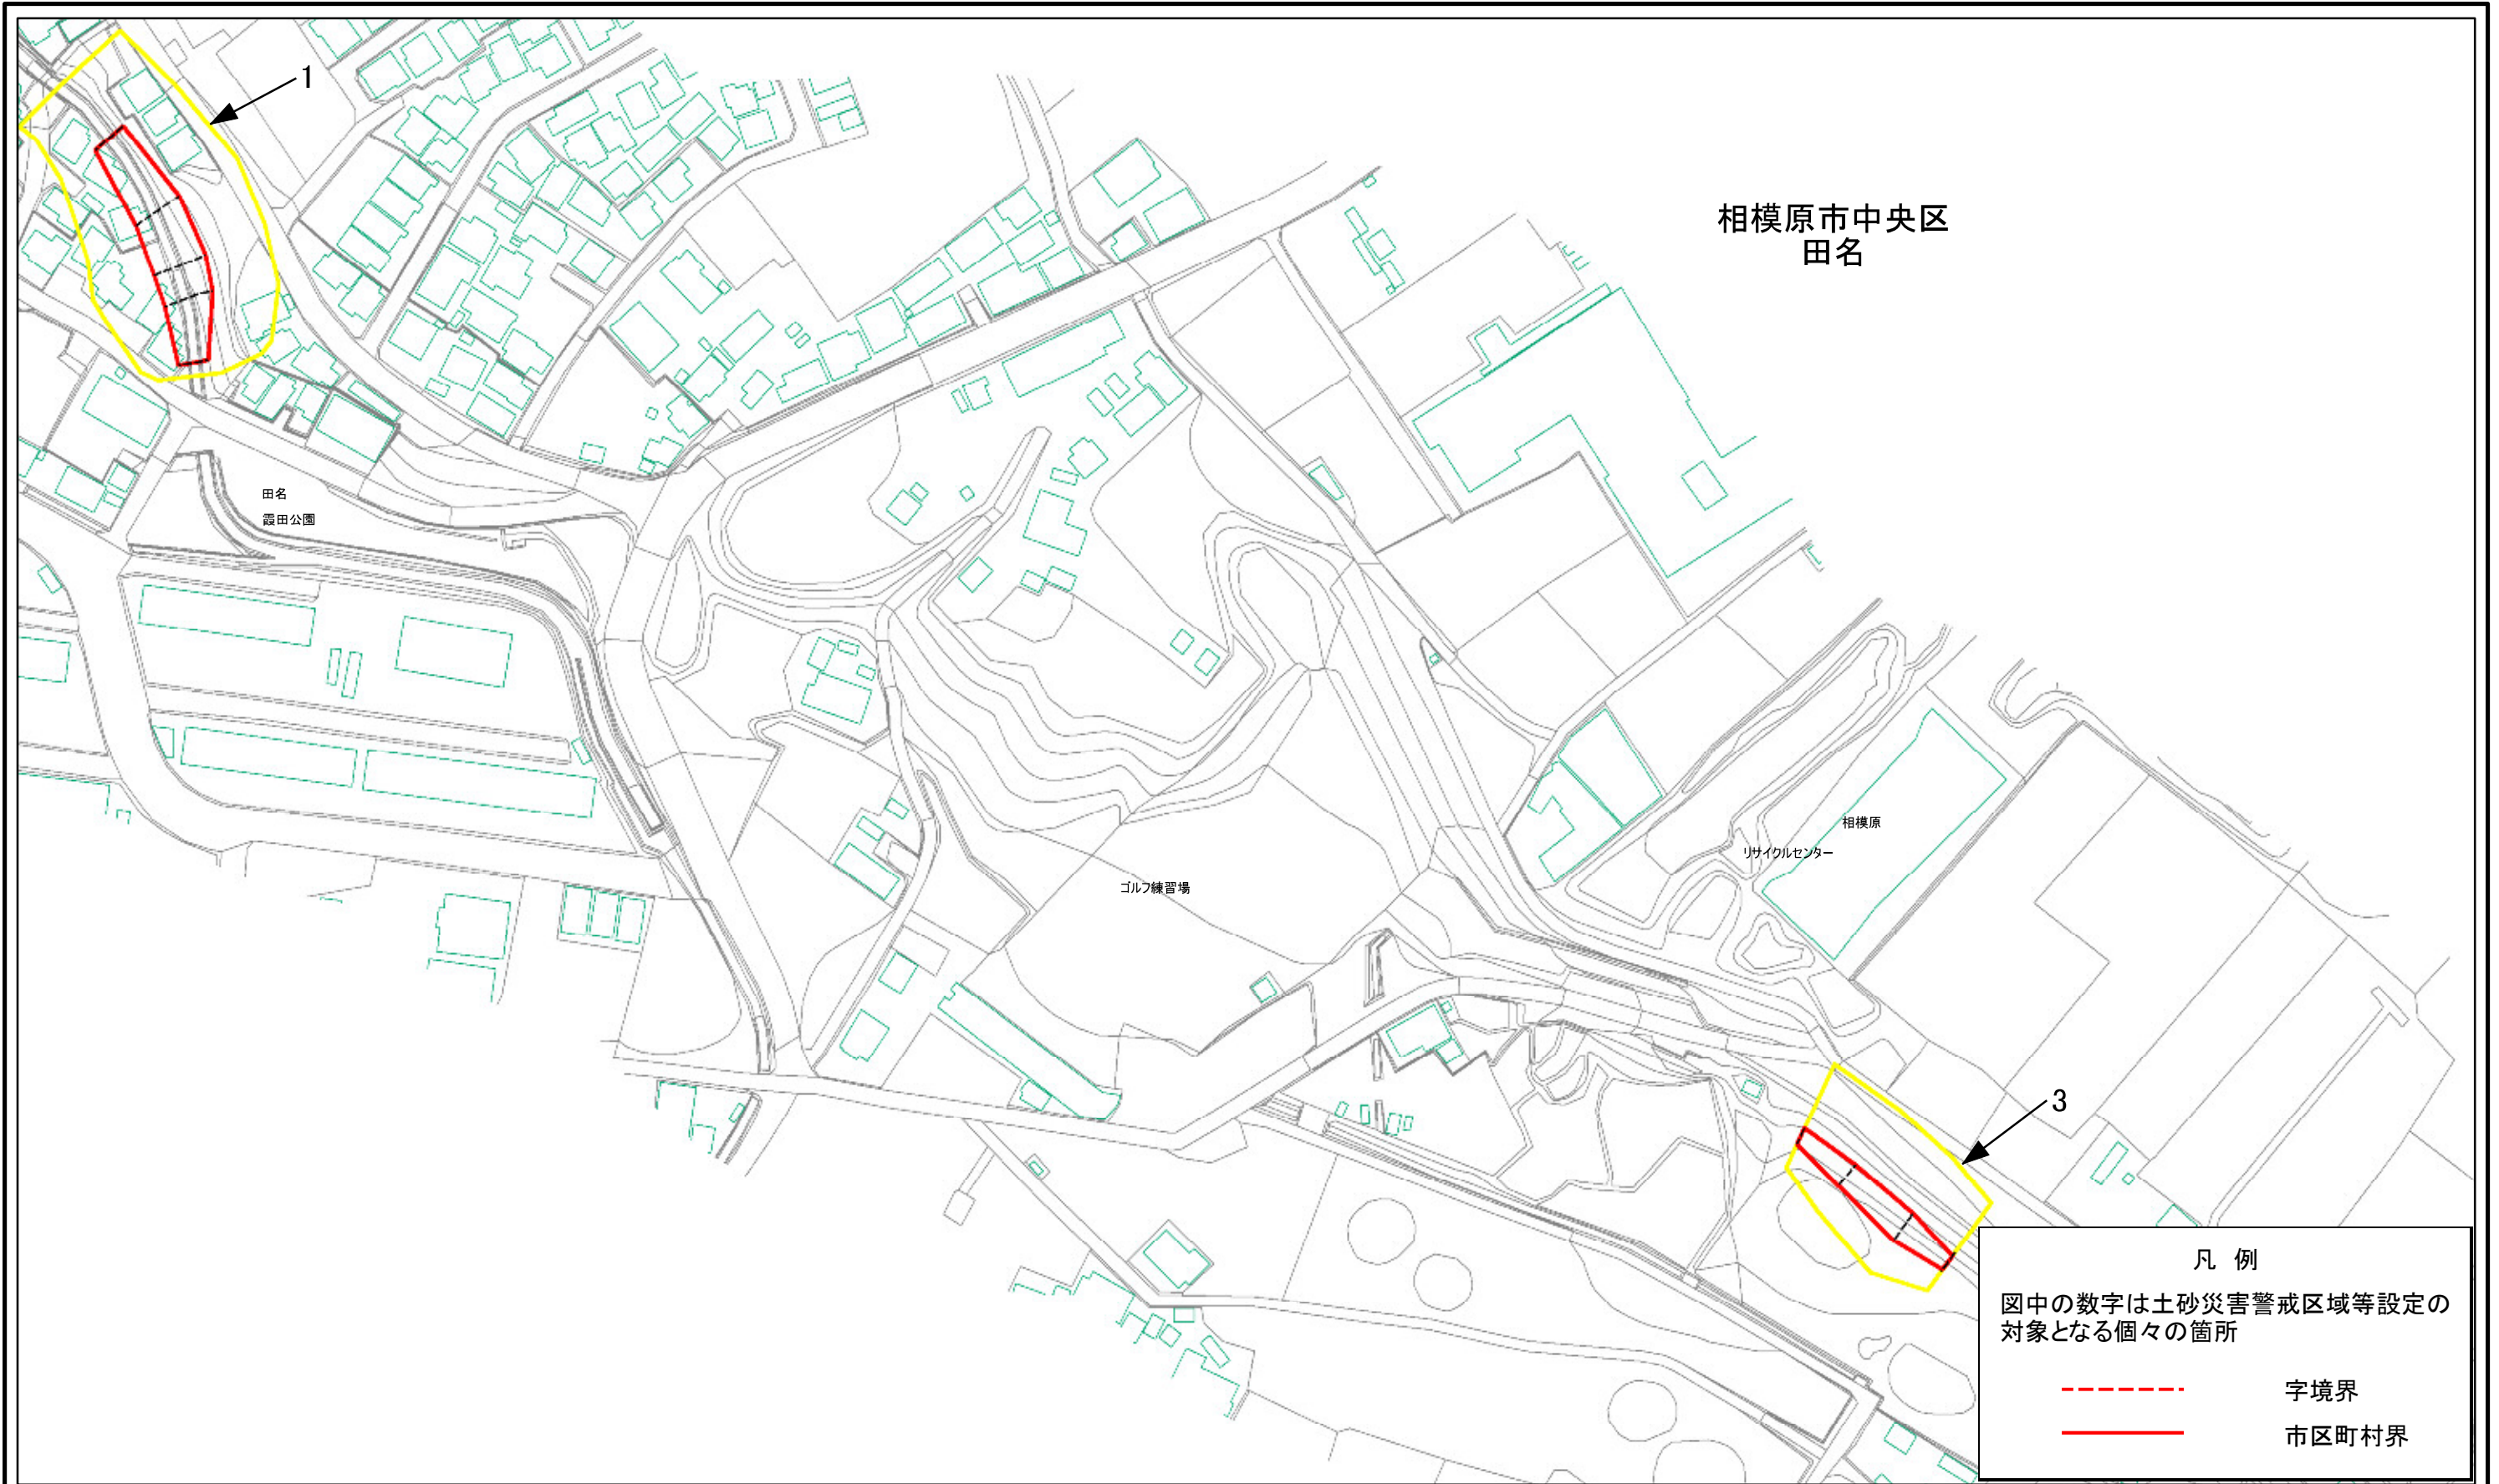 1
相模原市中央区
田名
田名
霞田公園
相模原
リサイクルセンター
ゴルフ練習場
3
凡 例
図中の数字は土砂災害警戒区域等設定の
対象となる個々の箇所
字境界
市区町村界